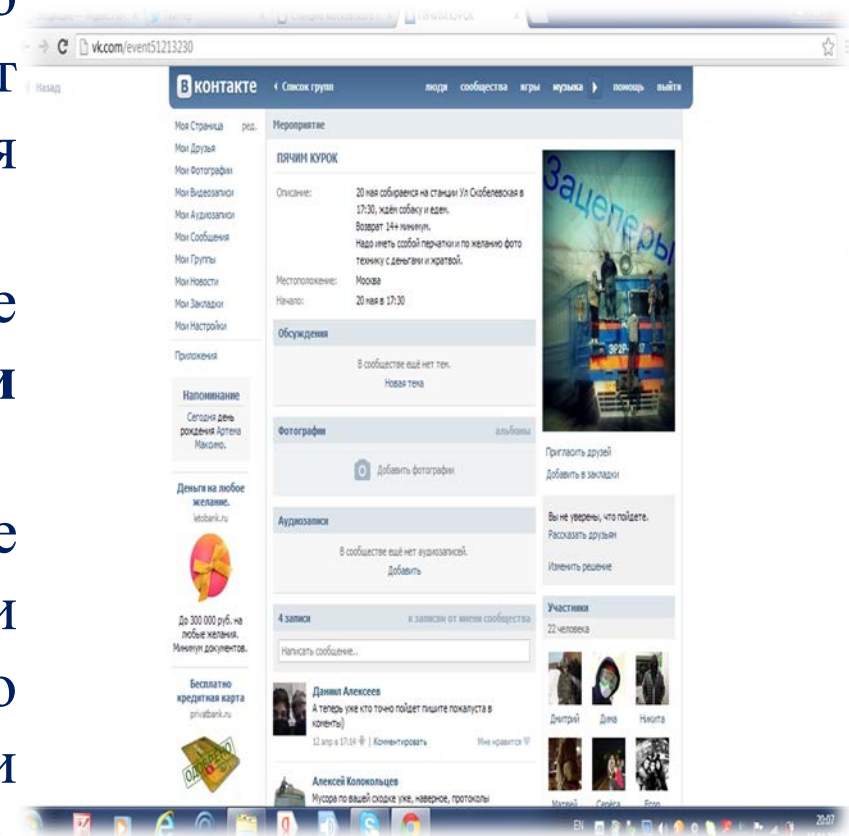 Станция московского
vk.com/event51213230
Назад
В КОНТАКТЕ
Список групп
люди сообщества игры музыка помощь выйти
Моя Страница ред.
Мои Друзья
Мои Фотографии
Мои Видеозаписи
Мои Аудиозаписи
Мои Сообщения
Мои Группы
Мои Новости
Мои Закладки
Мои Настройки
Приложения
Напоминание
Сегодня день
рождения Артема
Деньги на любое
желание.
letobank.ru
До 300 000 руб. на
любые желания.
Минимум документов.
Бесплатно
кредитная карта
privatbank.ru
ОДОБРЕНО
Мероприятие
ПЯЧИМ КУРОК
Описание: 20 мая собираемся на станции Ул Скобелевская в
17:30, ждём собаку и едем.
Возврат 14+ минимум.
Надо иметь ссобой перчатки и по желанию фото
технику с деньгами и жратвой.
Местоположение: Москва
Начало: 20 мая в 17:30
Обсуждения
В сообществе ещё нет тем.
Новая тема
Фотографии альбомы
Добавить фотографии
Аудиозаписи
В сообществе ещё нет аудиозаписей.
Добавить
4 записи к записям от имени сообщества
Написать сообщение...
Даниил Алексеев
А теперь уже кто точно пойдет пишите пожалуста в
коменты)
12 апр в 17:14 | Комментировать Мне нравится
Алексей Колокольцев
Мусора по вашей сходке уже, наверное, протоколы
Зацеперы
ЭР2Р-
Пригласить друзей
Добавить в закладки
Вы не уверены, что пойдете.
Рассказать друзьям
Изменить решение
Участники
22 человека
Дмитрий Дима Никита
Матвей Серёга Егор
EN 20:07
о
т
я
е
и
е
и
о
и